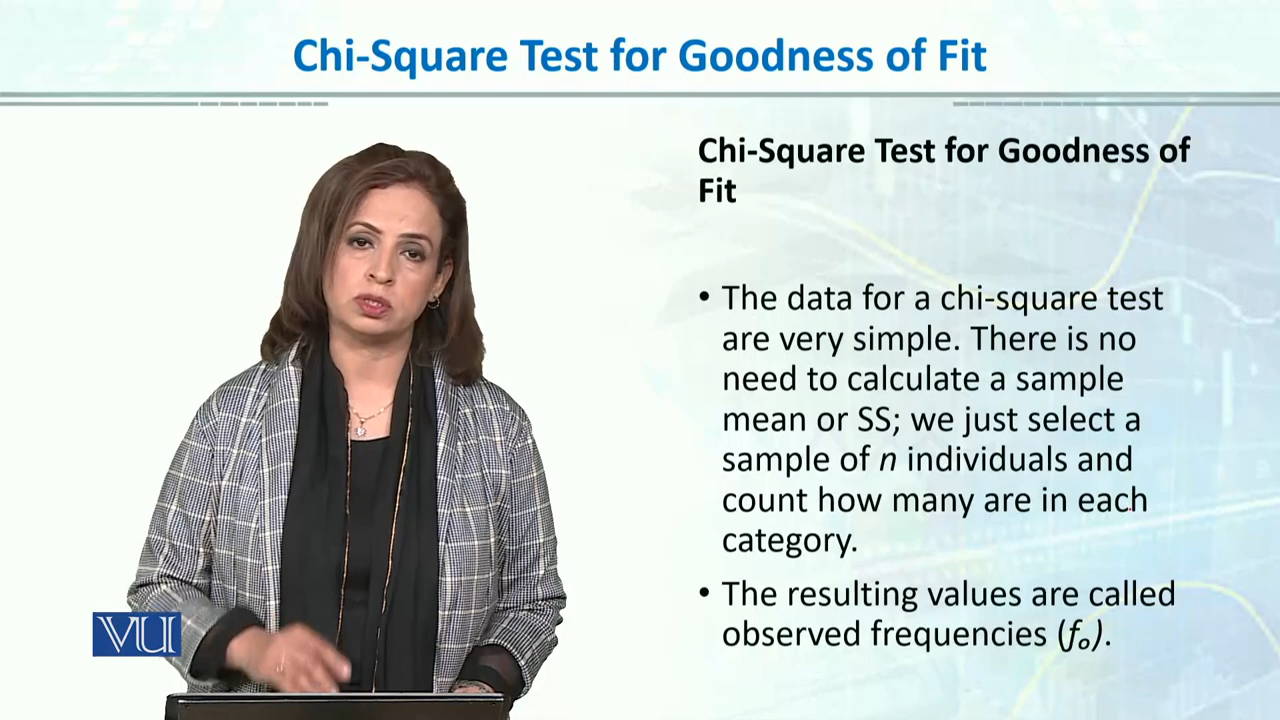 Chi-Square Test for Goodness of Fit
Chi-Square Test for Goodness of
Fit
• The data for a chi-square test
are very simple. There is no
need to calculate a sample
mean or SS; we just select a
sample of n individuals and
count how many are in each
category.
• The resulting values are called
observed frequencies (fₒ).
VU